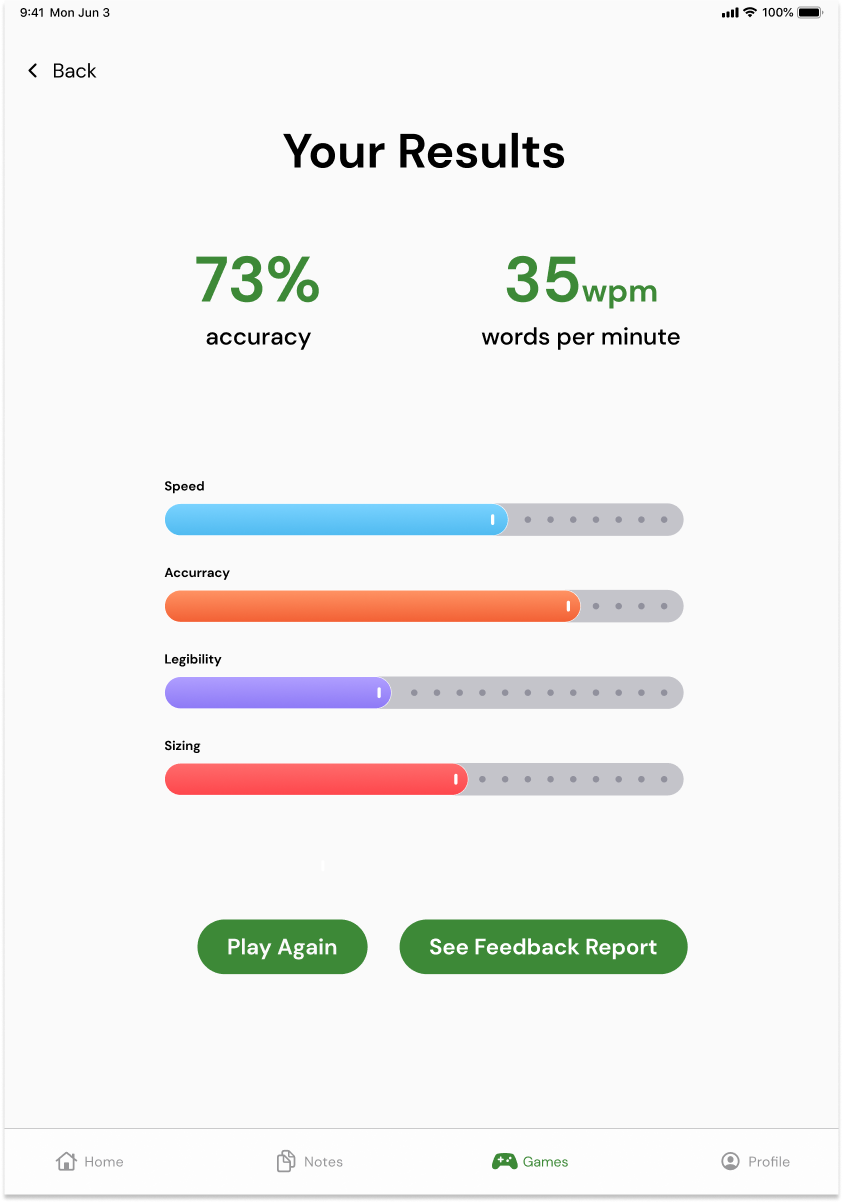 9:41 Mon Jun 3 100%
Back
Your Results
73% 35wpm
accuracy words per minute
Speed
Accurracy
Legibility
Sizing
Play Again See Feedback Report
Home Notes Games Profile